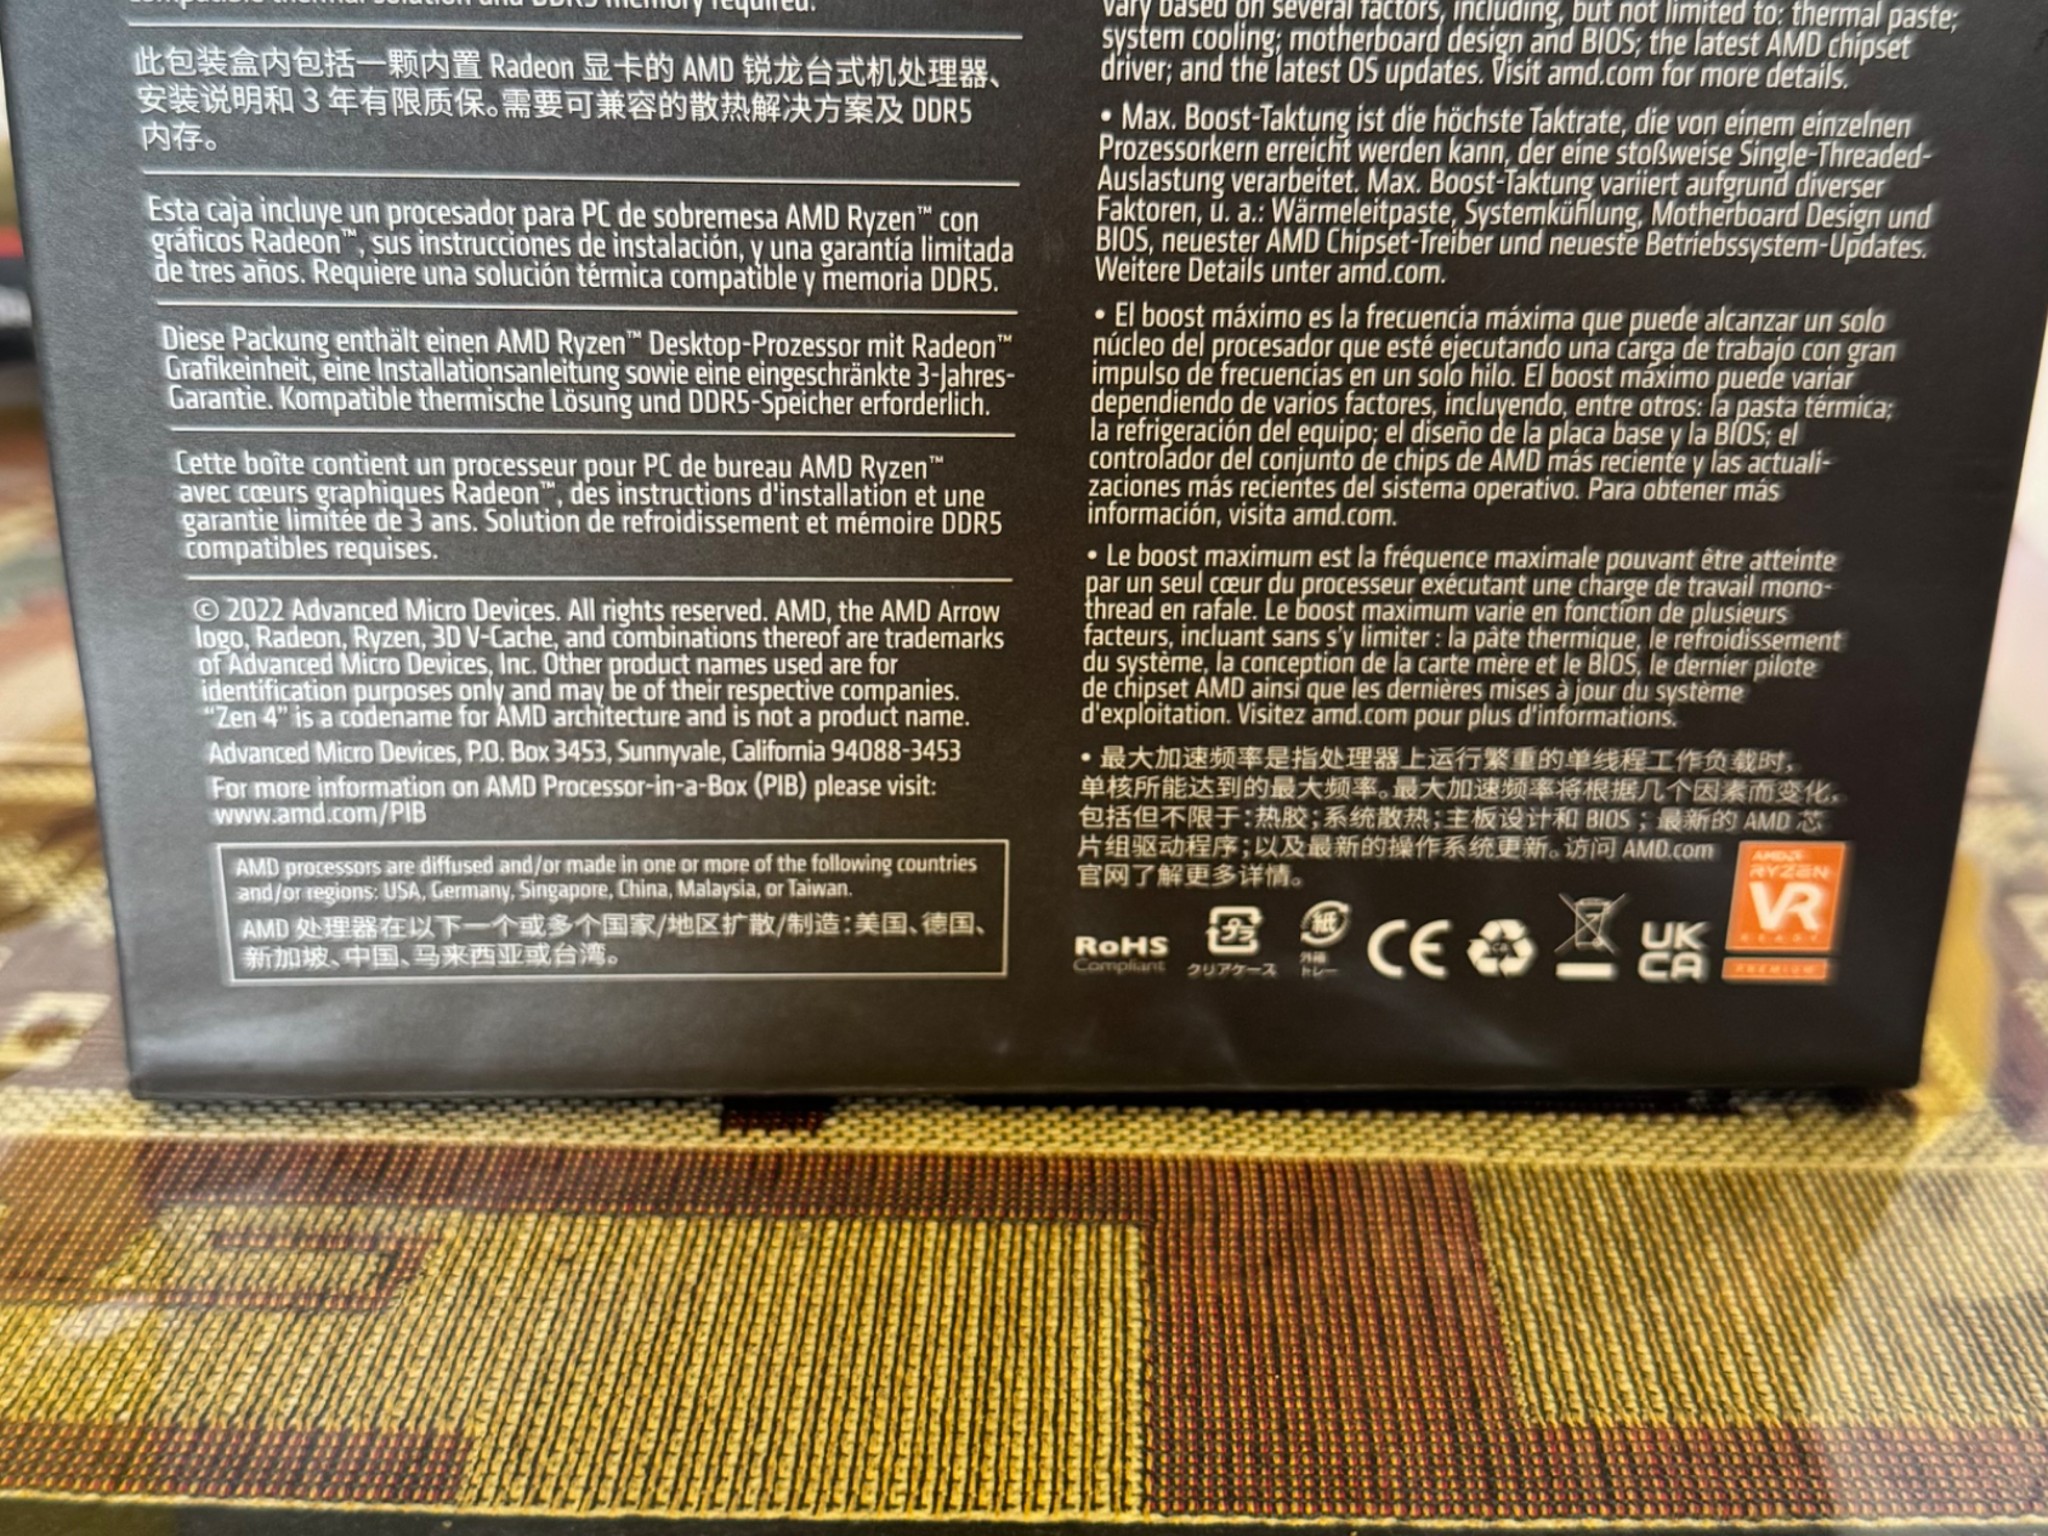 compatible thermal solution and DDR5 memory required.
此包装盒内包括一颗内置 Radeon 显卡的 AMD 锐龙台式机处理器、
安装说明和 3 年有限质保。需要可兼容的散热解决方案及 DDR5
内存。
Esta caja incluye un procesador para PC de sobremesa AMD Ryzen™ con
gráficos Radeon™, sus instrucciones de instalación, y una garantía limitada
de tres años. Requiere una solución térmica compatible y memoria DDR5.
Diese Packung enthält einen AMD Ryzen™ Desktop-Prozessor mit Radeon™
Grafikeinheit, eine Installationsanleitung sowie eine eingeschränkte 3-Jahres-
Garantie. Kompatible thermische Lösung und DDR5-Speicher erforderlich.
Cette boîte contient un processeur pour PC de bureau AMD Ryzen™
avec cœurs graphiques Radeon™, des instructions d'installation et une
garantie limitée de 3 ans. Solution de refroidissement et mémoire DDR5
compatibles requises.
© 2022 Advanced Micro Devices. All rights reserved. AMD, the AMD Arrow
logo, Radeon, Ryzen, 3D V-Cache, and combinations thereof are trademarks
of Advanced Micro Devices, Inc. Other product names used are for
identification purposes only and may be of their respective companies.
“Zen 4” is a codename for AMD architecture and is not a product name.
Advanced Micro Devices, P.O. Box 3453, Sunnyvale, California 94088-3453
For more information on AMD Processor-in-a-Box (PIB) please visit:
www.amd.com/PIB
AMD processors are diffused and/or made in one or more of the following countries
and/or regions: USA, Germany, Singapore, China, Malaysia, or Taiwan.
AMD 处理器在以下一个或多个国家/地区扩散/制造：美国、德国、
新加坡、中国、马来西亚或台湾。
vary based on several factors, including, but not limited to: thermal paste;
system cooling; motherboard design and BIOS; the latest AMD chipset
driver; and the latest OS updates. Visit amd.com for more details.
• Max. Boost-Taktung ist die höchste Taktrate, die von einem einzelnen
Prozessorkern erreicht werden kann, der eine stoßweise Single-Threaded-
Auslastung verarbeitet. Max. Boost-Taktung variiert aufgrund diverser
Faktoren, u. a.: Wärmeleitpaste, Systemkühlung, Motherboard Design und
BIOS, neuester AMD Chipset-Treiber und neueste Betriebssystem-Updates.
Weitere Details unter amd.com.
• El boost máximo es la frecuencia máxima que puede alcanzar un solo
núcleo del procesador que esté ejecutando una carga de trabajo con gran
impulso de frecuencias en un solo hilo. El boost máximo puede variar
dependiendo de varios factores, incluyendo, entre otros: la pasta térmica;
la refrigeración del equipo; el diseño de la placa base y la BIOS; el
controlador del conjunto de chips de AMD más reciente y las actuali-
zaciones más recientes del sistema operativo. Para obtener más
información, visita amd.com.
• Le boost maximum est la fréquence maximale pouvant être atteinte
par un seul cœur du processeur exécutant une charge de travail mono-
thread en rafale. Le boost maximum varie en fonction de plusieurs
facteurs, incluant sans s'y limiter : la pâte thermique, le refroidissement
du système, la conception de la carte mère et le BIOS, le dernier pilote
de chipset AMD ainsi que les dernières mises à jour du système
d'exploitation. Visitez amd.com pour plus d'informations.
• 最大加速频率是指处理器上运行繁重的单线程工作负载时，
单核所能达到的最大频率。最大加速频率将根据几个因素而变化，
包括但不限于：热胶；系统散热；主板设计和 BIOS；最新的 AMD 芯
片组驱动程序；以及最新的操作系统更新。访问 AMD.com
官网了解更多详情。
RoHS
Compliant
プラ
クリアケース
紙
外箱
トレー
CE
UK
CA
AMD
RYZEN
VR
READY
PREMIUM